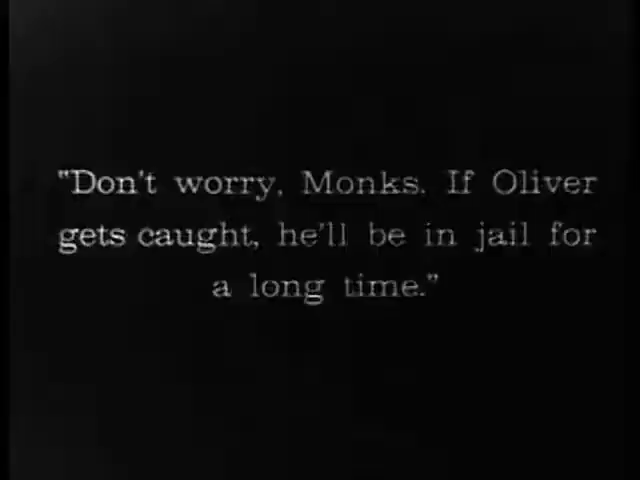 "Don't worry, Monks. If Oliver
gets caught, he'll be in jail for
a long time."